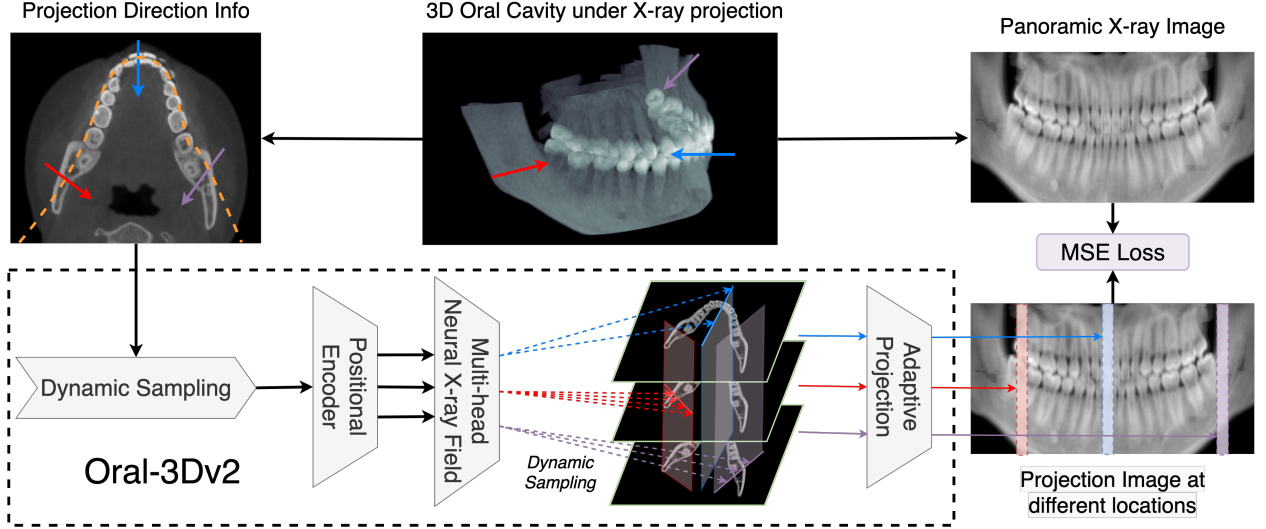 Projection Direction Info
3D Oral Cavity under X-ray projection
Panoramic X-ray Image
MSE Loss
Dynamic Sampling
Positional
Encoder
Multi-head
Neural X-ray Field
Dynamic
Sampling
Adaptive
Projection
Oral-3Dv2
Projection Image at
different locations